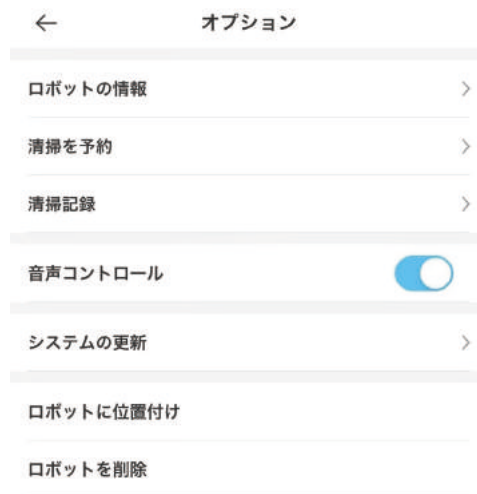 オプション
ロボットの情報
清掃を予約
清掃記録
音声コントロール
システムの更新
ロボットに位置付け
ロボットを削除